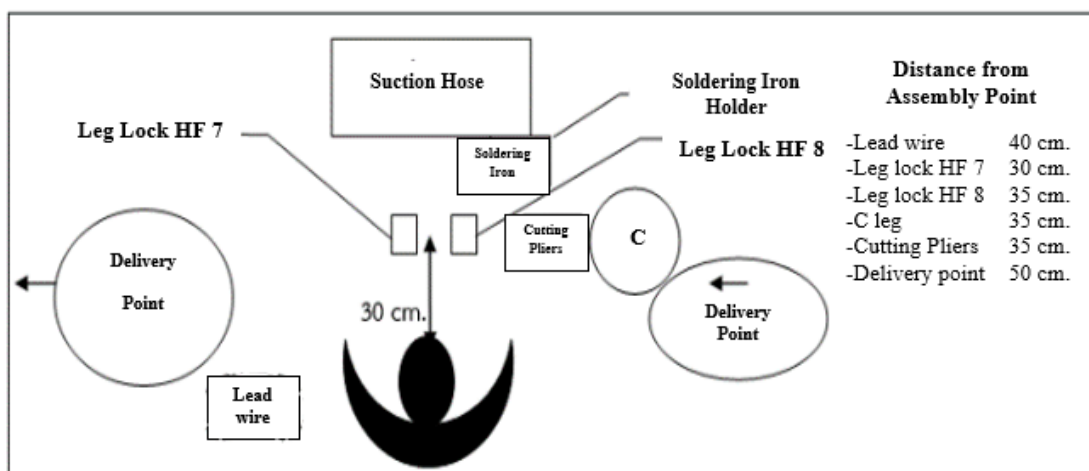 Suction Hose
Soldering Iron
Holder
Distance from
Assembly Point
Leg Lock HF 7
Soldering
Iron
Leg Lock HF 8
-Lead wire 40 cm.
-Leg lock HF 7 30 cm.
-Leg lock HF 8 35 cm.
-C leg 35 cm.
-Cutting Pliers 35 cm.
-Delivery point 50 cm.
Cutting
Pliers
C
Delivery
Point
30 cm.
Delivery
Point
Lead
wire